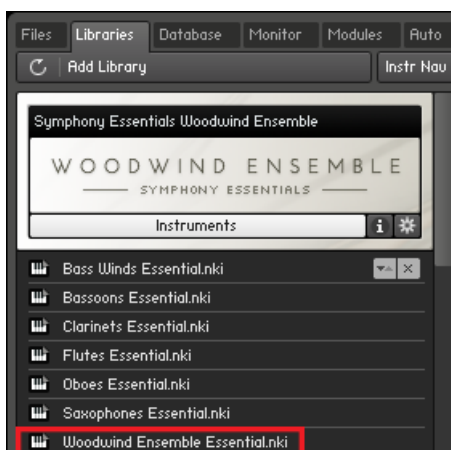 Files Libraries Database Monitor Modules Auto
Add Library Instr Nav
Symphony Essentials Woodwind Ensemble
WOODWIND ENSEMBLE
SYMPHONY ESSENTIALS
Instruments i
Bass Winds Essential.nki
Bassoons Essential.nki
Clarinets Essential.nki
Flutes Essential.nki
Oboes Essential.nki
Saxophones Essential.nki
Woodwind Ensemble Essential.nki